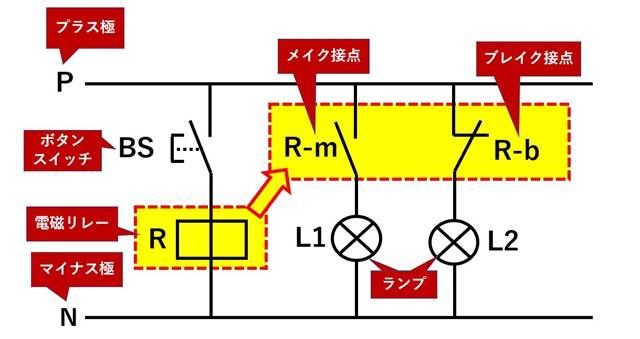 プラス極
P
メイク接点
ブレイク接点
ボタン
スイッチ
BS
R-m
R-b
電磁リレー
R
L1
L2
マイナス極
ランプ
N